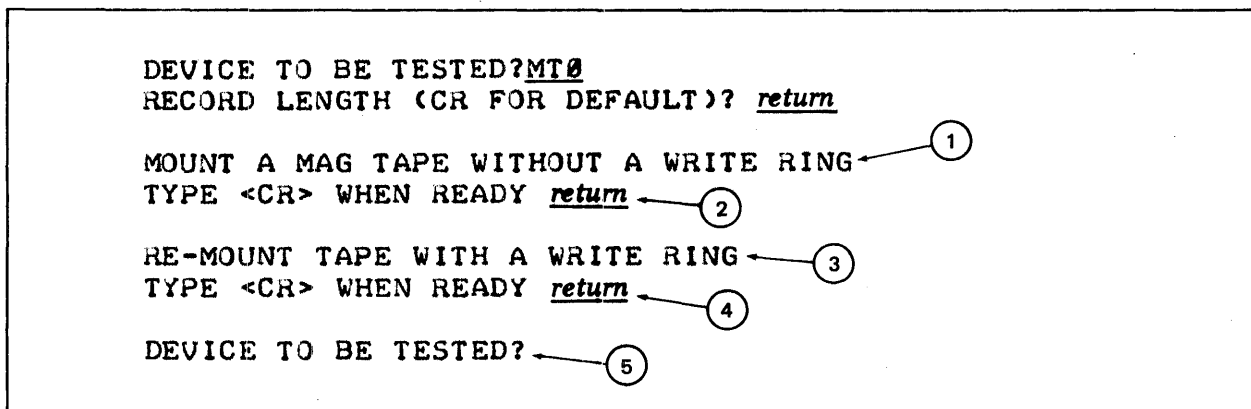 DEVICE TO BE TESTED?MT0
RECORD LENGTH (CR FOR DEFAULT)? return
1
MOUNT A MAG TAPE WITHOUT A WRITE RING
TYPE <CR> WHEN READY return
2
RE-MOUNT TAPE WITH A WRITE RING
3
TYPE <CR> WHEN READY return
4
DEVICE TO BE TESTED?
5